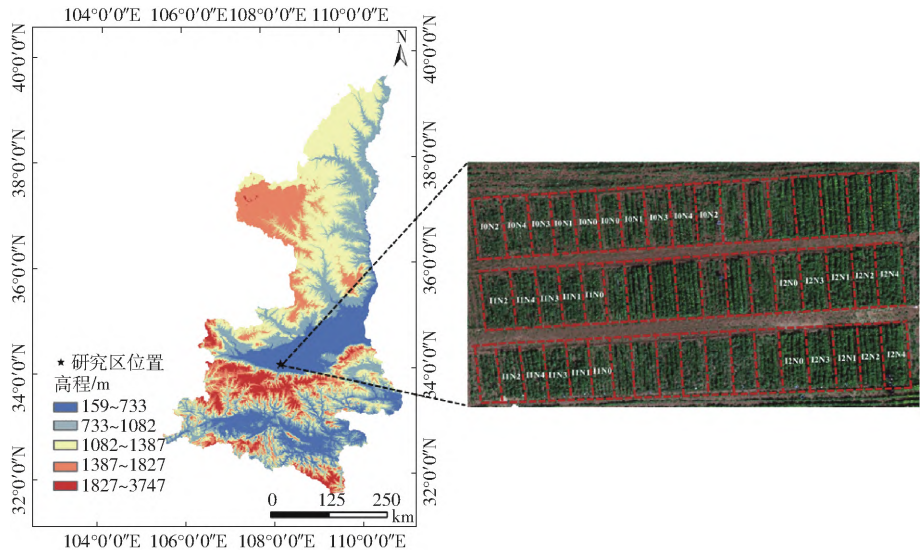 104°0′0″E 106°0′0″E 108°0′0″E 110°0′0″E
N
40°0′0″N
38°0′0″N
36°0′0″N
34°0′0″N
32°0′0″N
40°0′0″N
38°0′0″N
36°0′0″N
34°0′0″N
32°0′0″N
★ 研究区位置
高程/m
159~733
733~1082
1082~1387
1387~1827
1827~3747
0 125 250
km
104°0′0″E 106°0′0″E 108°0′0″E 110°0′0″E
I0N2 I0N4 I0N3 I0N1 I0N0 I0N0 I0N1 I0N3 I0N4 I0N2
I1N2 I1N4 I1N3 I1N1 I1N0 I2N0 I2N3 I2N1 I2N2 I2N4
I1N2 I1N4 I1N3 I1N1 I1N0 I2N0 I2N3 I2N1 I2N2 I2N4